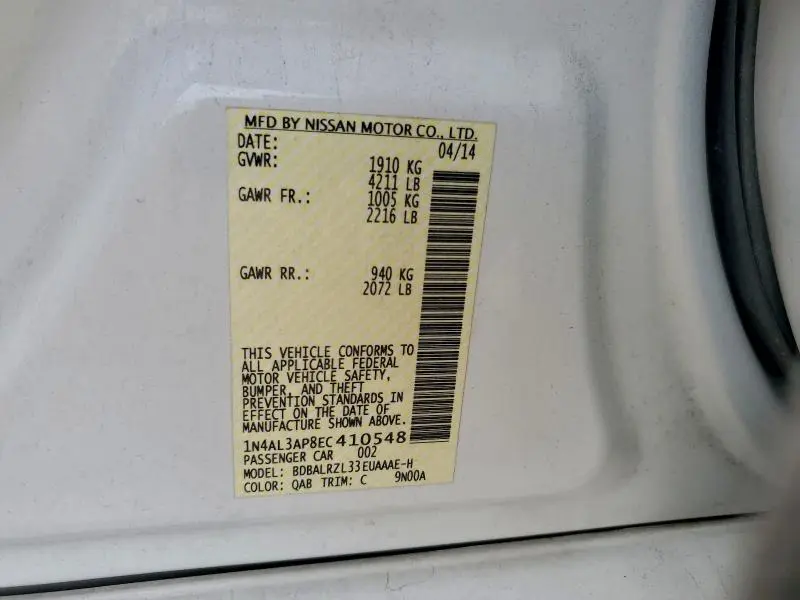 MFD BY NISSAN MOTOR CO., LTD.
DATE: 04/14
GVWR: 1910 KG
4211 LB
GAWR FR.: 1005 KG
2216 LB
GAWR RR.: 940 KG
2072 LB
THIS VEHICLE CONFORMS TO
ALL APPLICABLE FEDERAL
MOTOR VEHICLE SAFETY,
BUMPER, AND THEFT
PREVENTION STANDARDS IN
EFFECT ON THE DATE OF
MANUFACTURE SHOWN ABOVE.
1N4AL3AP8EC410548
PASSENGER CAR 002
MODEL: BDBALRZL33EUAAAE-H
COLOR: QAB TRIM: C 9N00A